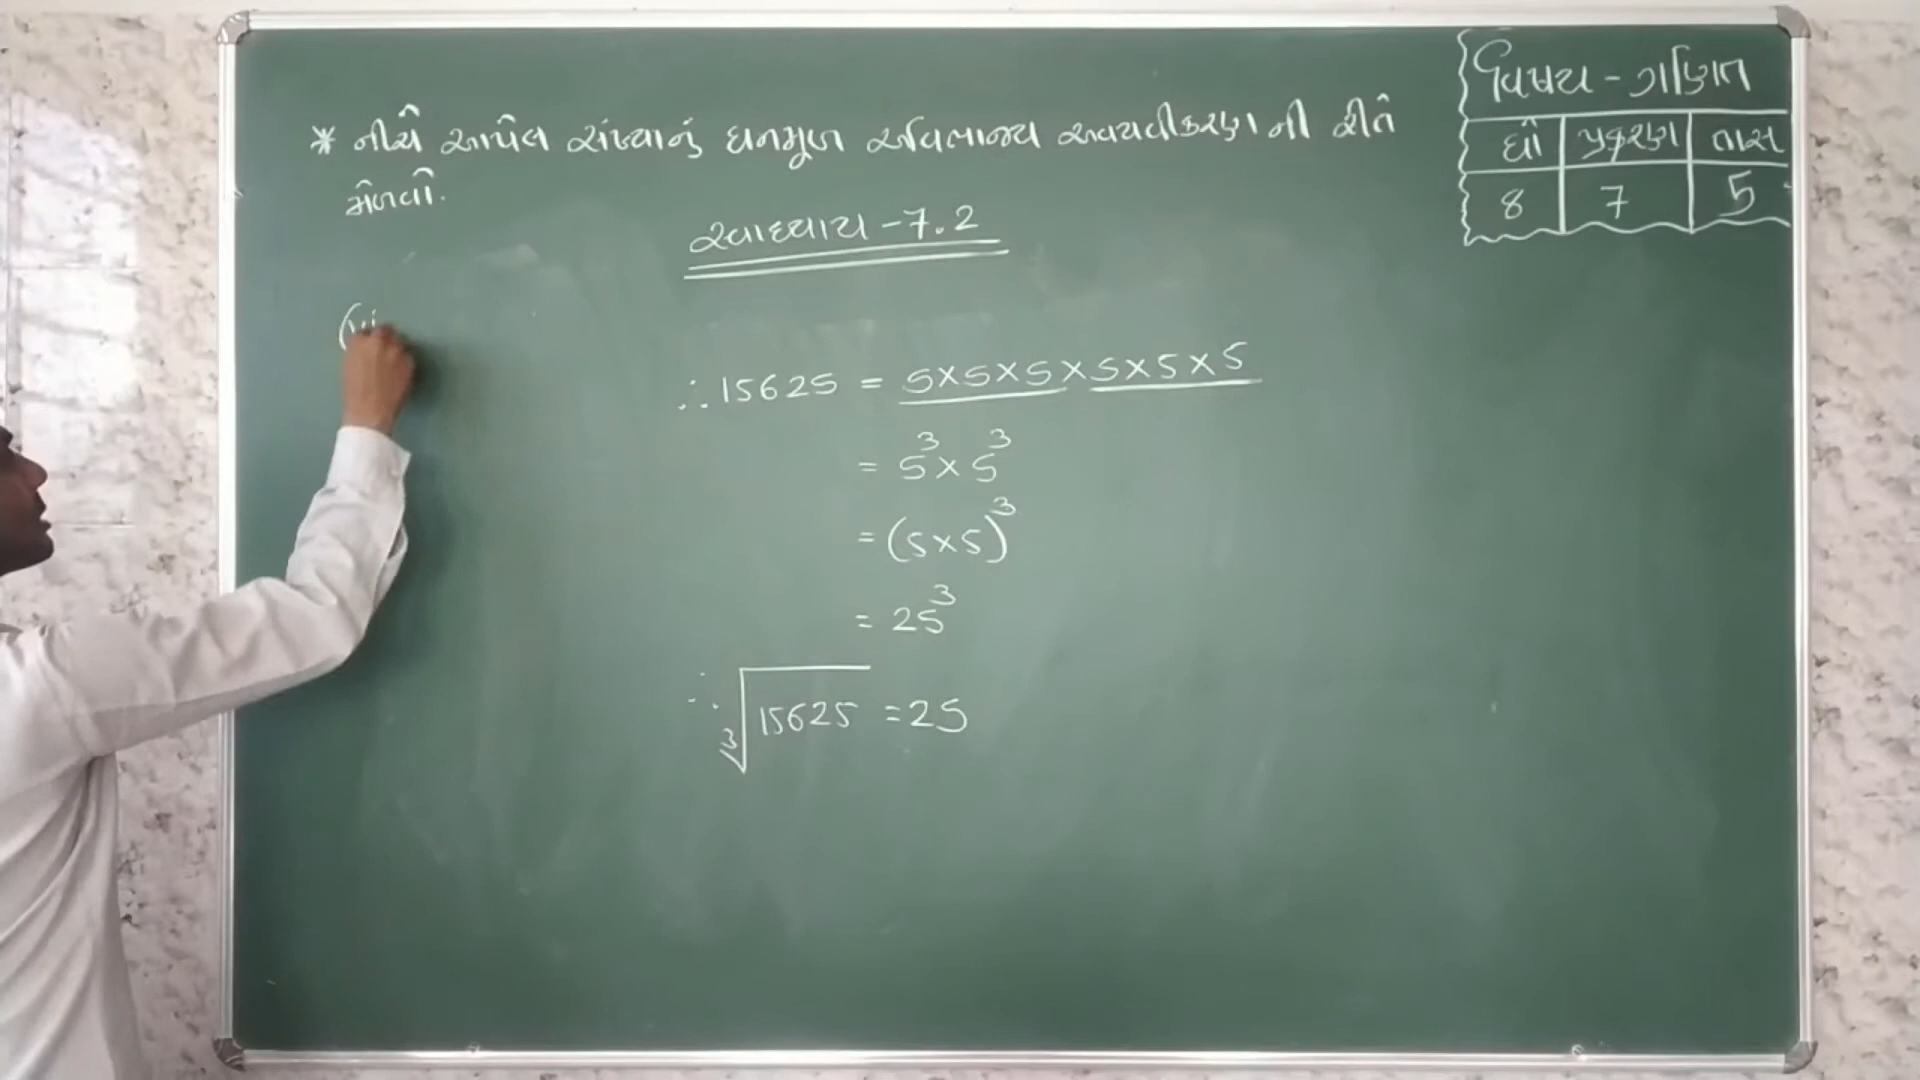 * નીચે આપેલ સંખ્યાનું ઘનમૂળ અવિભાજ્ય અવયવીકરણની રીતે
મેળવો.
વિષય - ગણિત
ધો પ્રકરણ તાસ
8 7 5
સ્વાધ્યાય - 7.2
∴ 15625 = 5×5×5×5×5×5
= 5³ × 5³
= (5×5)³
= 25³
∴ ∛15625 = 25